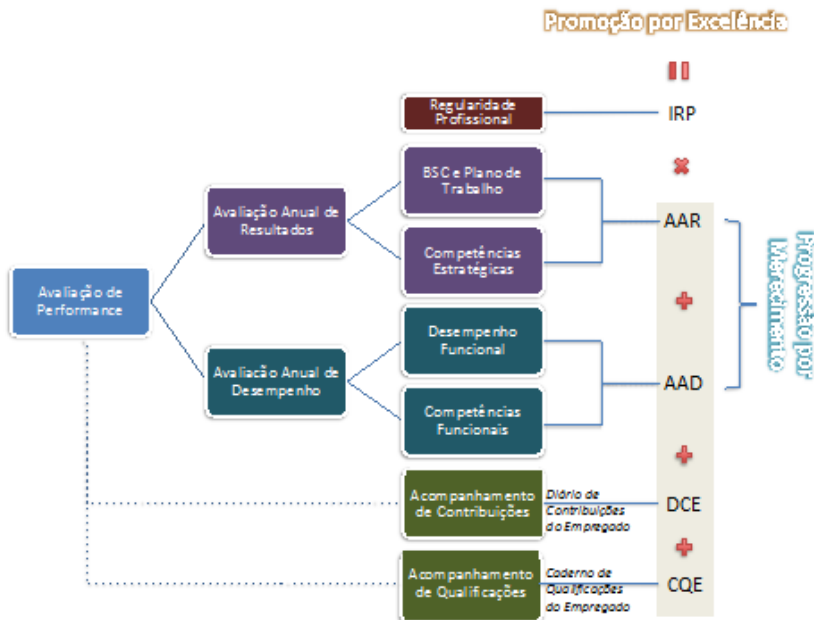 Promoção por Excelência
Regularidade
Profissional
IRP
BSC e Plano de
Trabalho
Avaliação Anual de
Resultados
AAR
Competências
Estratégicas
Progressão por
Merecimento
Avaliação de
Performance
Desempenho
Funcional
Avaliação Anual de
Desempenho
AAD
Competências
Funcionais
Acompanhamento
de Contribuições
Diário de
Contribuições
do Empregado
DCE
Acompanhamento
de Qualificações
Caderno de
Qualificações
do Empregado
CQE